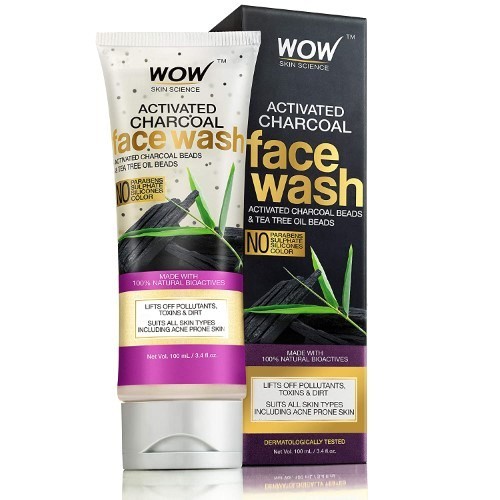 WOW™
SKIN SCIENCE
ACTIVATED
CHARCOAL
face wash
ACTIVATED CHARCOAL BEADS
& TEA TREE OIL BEADS
NO PARABENS
SULPHATE
SILICONES
COLOR
MADE WITH
100% NATURAL BIOACTIVES
LIFTS OFF POLLUTANTS,
TOXINS & DIRT
SUITS ALL SKIN TYPES
INCLUDING ACNE PRONE SKIN
Net Vol. 100 mL / 3.4 fl oz.
WOW™
SKIN SCIENCE
ACTIVATED
CHARCOAL
face
wash
ACTIVATED CHARCOAL BEADS
& TEA TREE OIL BEADS
NO PARABENS
SULPHATE
SILICONES
COLOR
MADE WITH
100% NATURAL BIOACTIVES
LIFTS OFF POLLUTANTS,
TOXINS & DIRT
SUITS ALL SKIN TYPES
INCLUDING ACNE PRONE SKIN
DERMATOLOGICALLY TESTED
Net Vol. 100 mL / 3.4 fl oz.